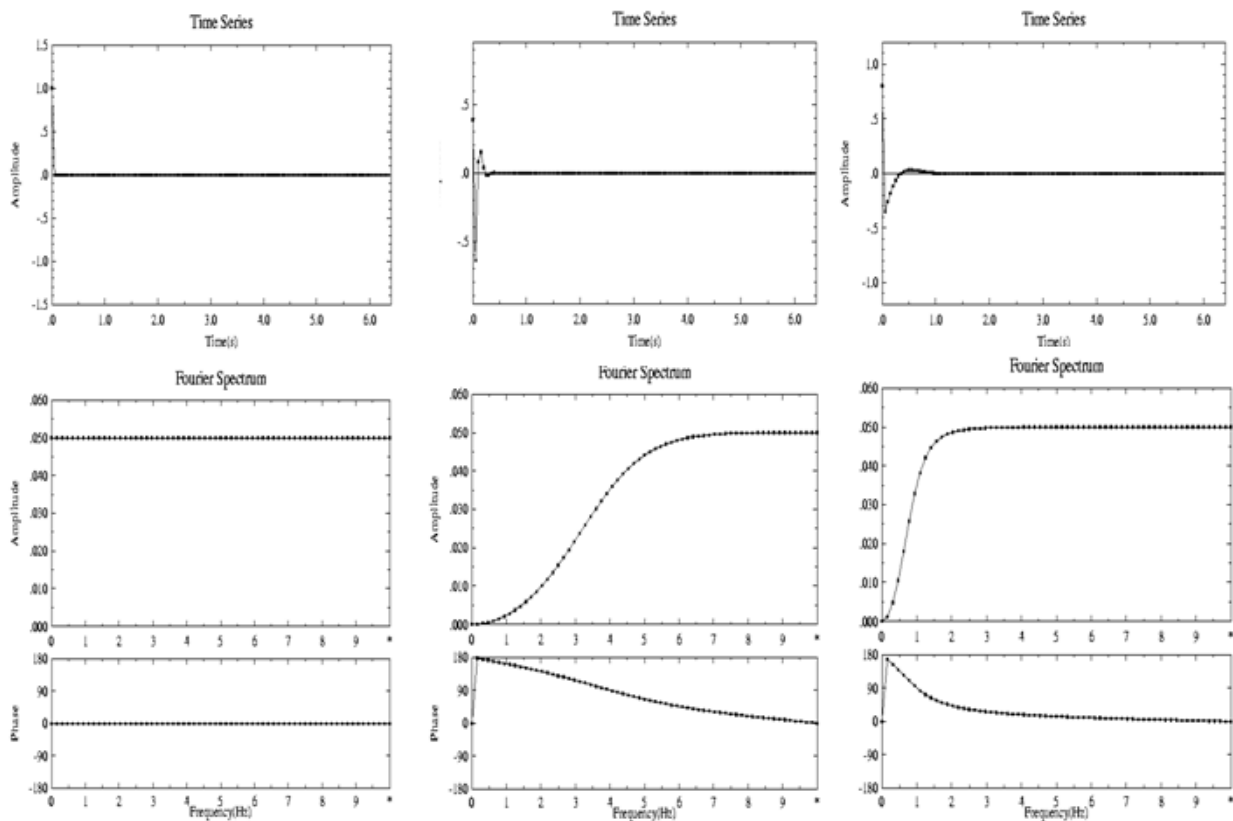 Time Series
1.5
1.0
.5
.0
-.5
-1.0
-1.5
Amplitude
.0 1.0 2.0 3.0 4.0 5.0 6.0
Time(s)
Fourier Spectrum
.060
.050
.040
.030
.020
.010
.000
Amplitude
0 1 2 3 4 5 6 7 8 9 *
180
90
0
-90
-180
Phase
0 1 2 3 4 5 6 7 8 9 *
Frequency(Hz)
Time Series
.5
.0
-.5
.0 1.0 2.0 3.0 4.0 5.0 6.0
Time(s)
Fourier Spectrum
.060
.050
.040
.030
.020
.010
.000
Amplitude
0 1 2 3 4 5 6 7 8 9 *
180
90
0
-90
-180
Phase
0 1 2 3 4 5 6 7 8 9 *
Frequency(Hz)
Time Series
1.0
.5
.0
-.5
-1.0
Amplitude
.0 1.0 2.0 3.0 4.0 5.0 6.0
Time(s)
Fourier Spectrum
.060
.050
.040
.030
.020
.010
.000
Amplitude
0 1 2 3 4 5 6 7 8 9 *
180
90
0
-90
-180
Phase
0 1 2 3 4 5 6 7 8 9 *
Frequency(Hz)